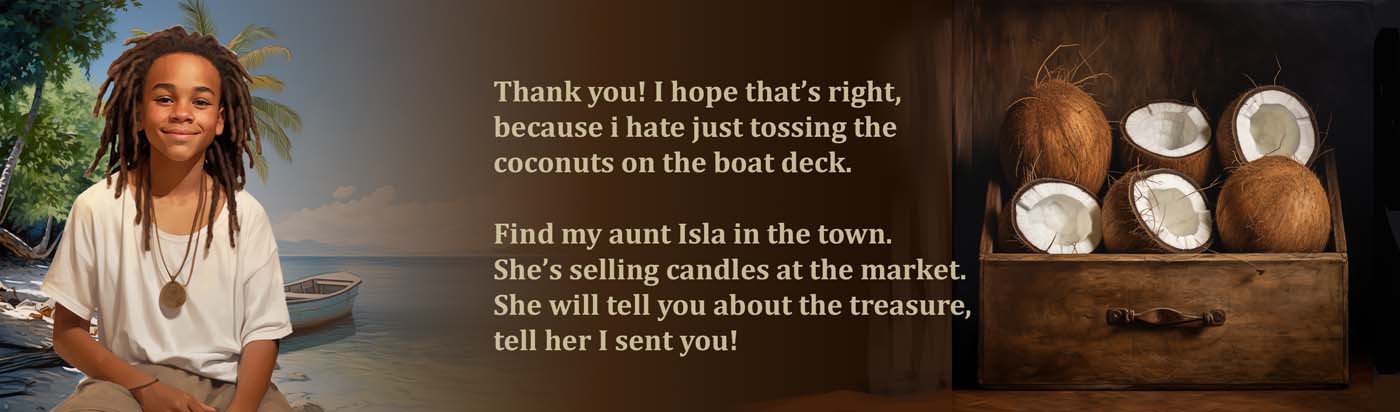 Thank you! I hope that’s right,
because i hate just tossing the
coconuts on the boat deck.
Find my aunt Isla in the town.
She’s selling candles at the market.
She will tell you about the treasure,
tell her I sent you!